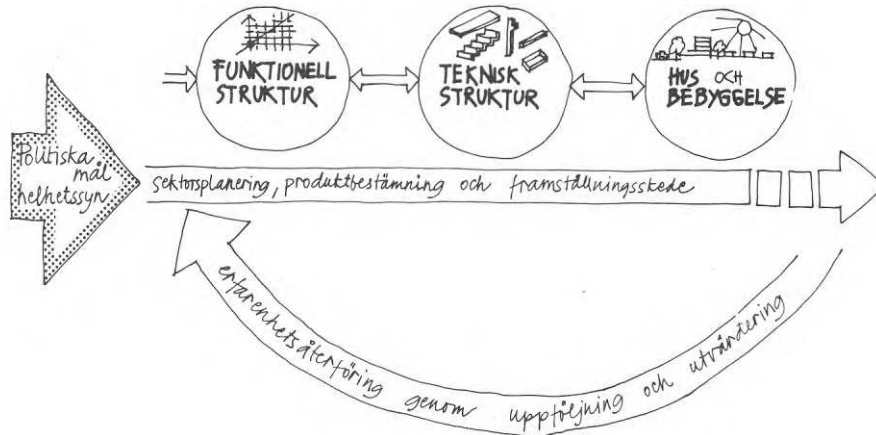 FUNKTIONELL
STRUKTUR
TEKNISK
STRUKTUR
HUS OCH
BEBYGGELSE
Politiska
mål
helhetssyn
sektorsplanering, produktbestämning och framställningsskede
erfarenhetsåterföring genom uppföljning och utvärdering